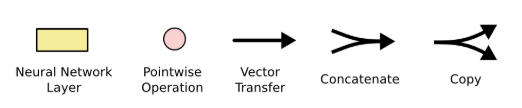 Neural Network
Layer
Pointwise
Operation
Vector
Transfer
Concatenate
Copy